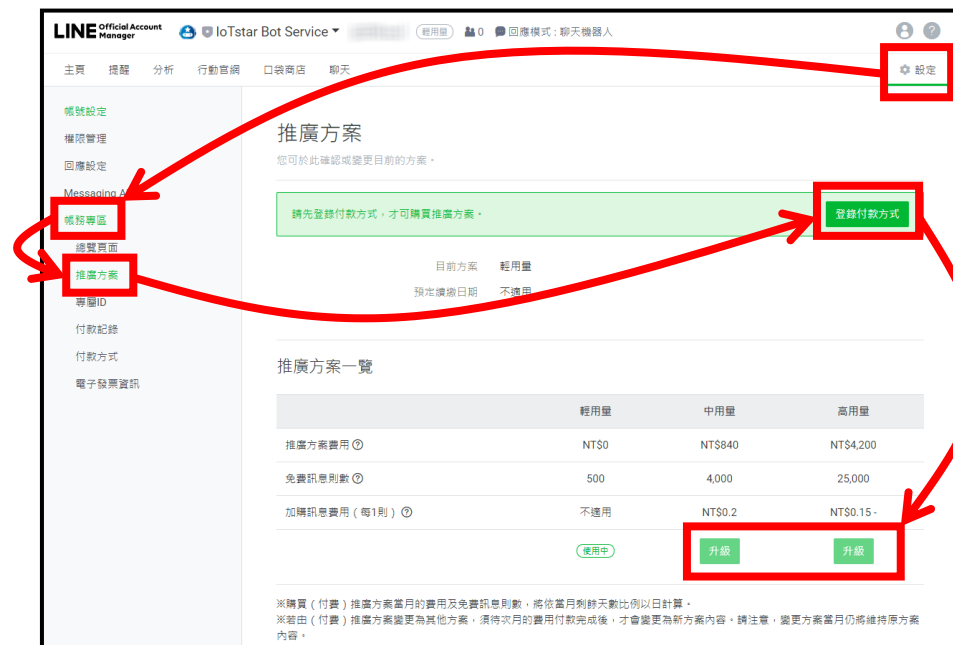 LINE Official Account Manager IoTstar Bot Service 輕用量 0 回應模式 : 聊天機器人
主頁 提醒 分析 行動官網 口袋商店 聊天 設定
帳號設定
權限管理
回應設定
Messaging A
帳務專區
總覽頁面
推廣方案
專屬ID
付款記錄
付款方式
電子發票資訊
推廣方案
您可於此確認或變更目前的方案。
請先登錄付款方式,才可購買推廣方案。 登錄付款方式
目前方案 輕用量
預定續繳日期 不適用
推廣方案一覽
輕用量 中用量 高用量
推廣方案費用 NT$0 NT$840 NT$4,200
免費訊息則數 500 4,000 25,000
加購訊息費用(每1則) 不適用 NT$0.2 NT$0.15 -
使用中 升級 升級
※購買(付費)推廣方案當月的費用及免費訊息則數,將依當月剩餘天數比例以日計算。
※若由(付費)推廣方案變更為其他方案,須待次月的費用付款完成後,才會變更為新方案內容。請注意,變更方案當月仍將維持原方案
內容。